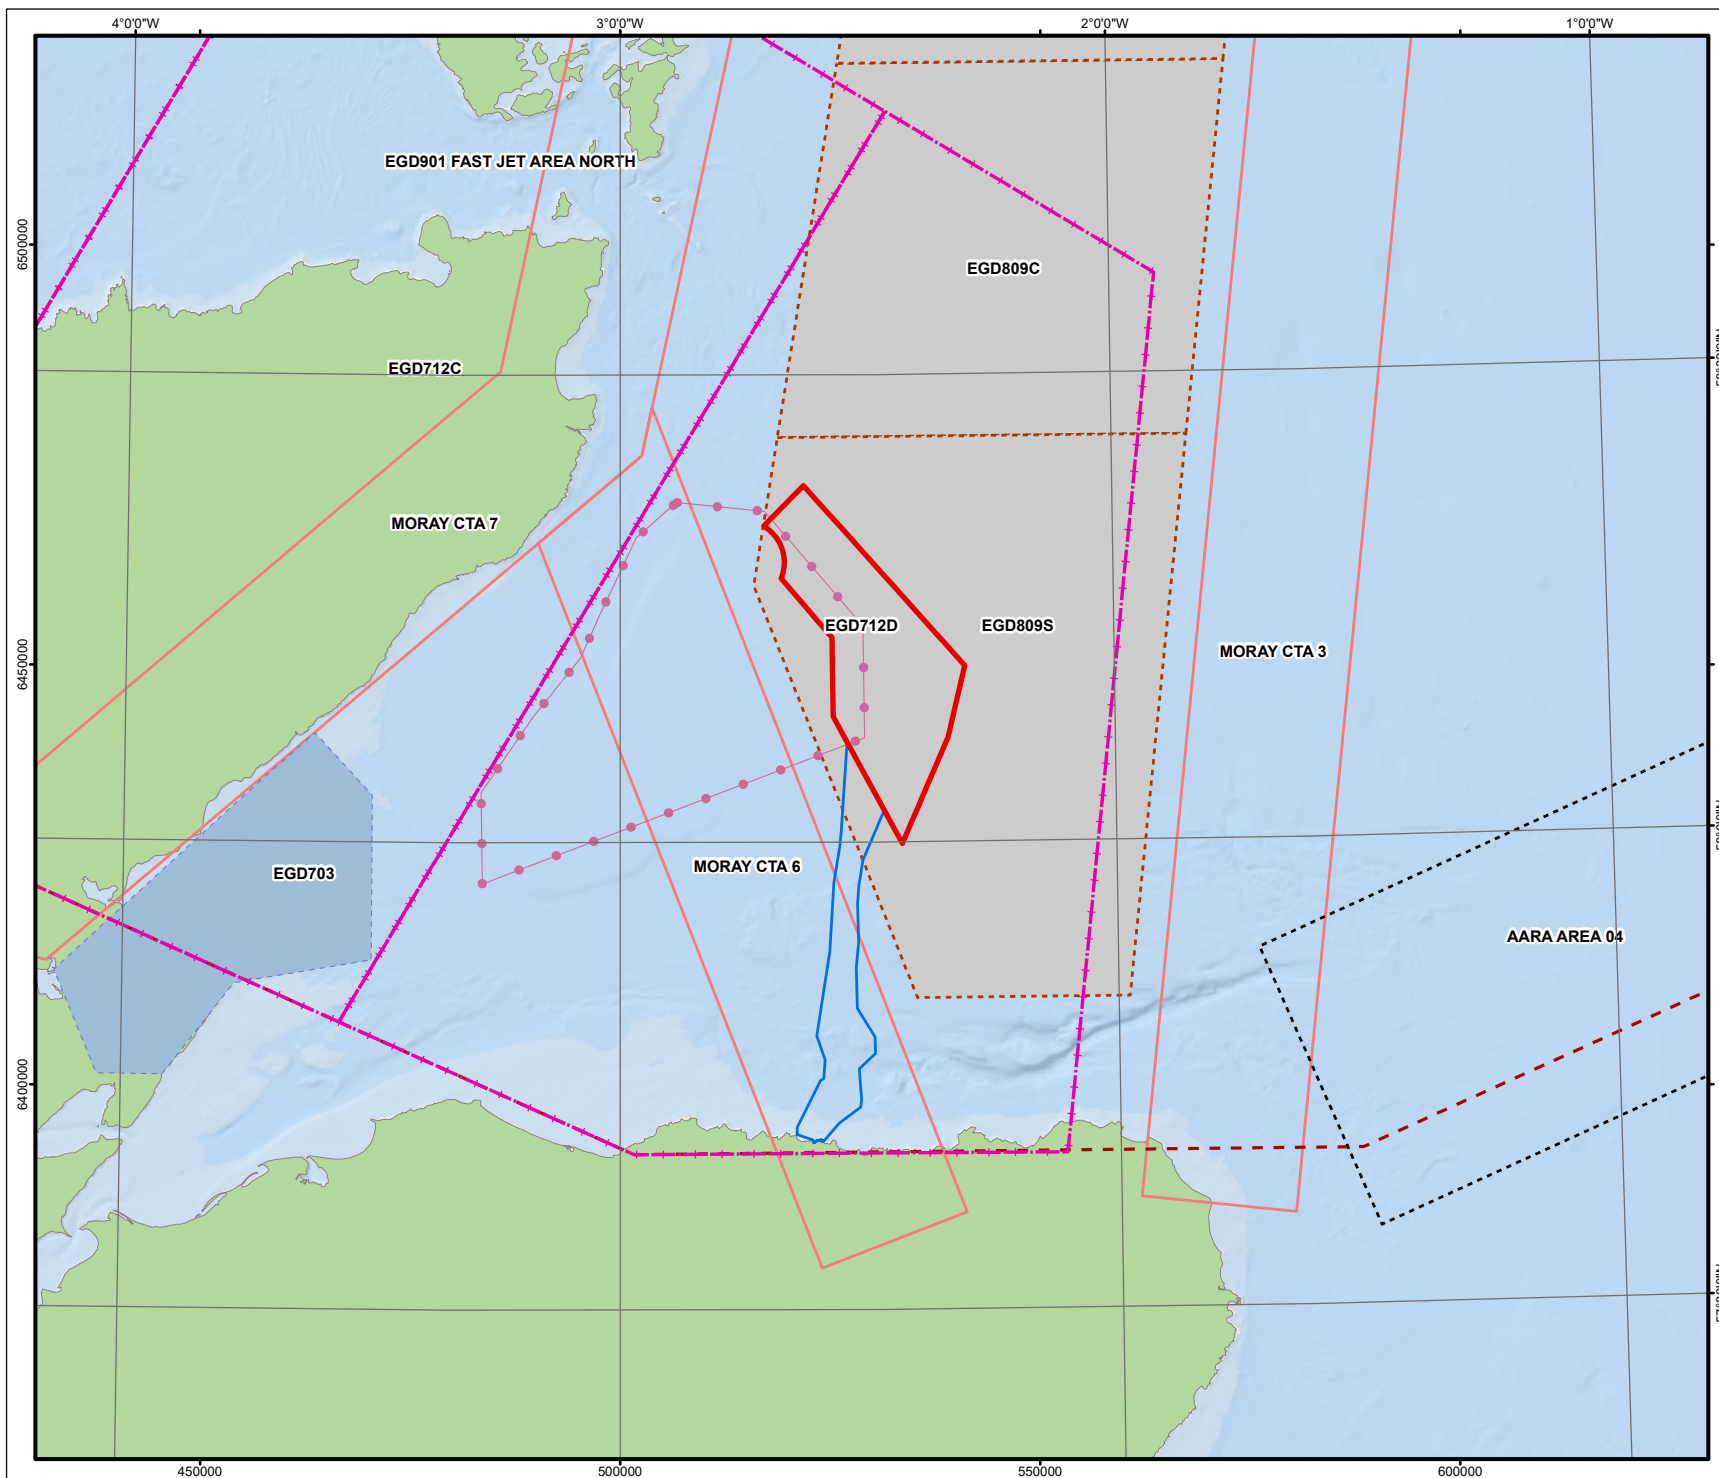 4°0'0"W
3°0'0"W
2°0'0"W
1°0'0"W
EGD901 FAST JET AREA NORTH
6500000
EGD809C
EGD712C
MORAY CTA 7
EGD712D
EGD809S
MORAY CTA 3
6450000
MORAY CTA 6
EGD703
AARA AREA 04
6400000
450000
500000
550000
600000